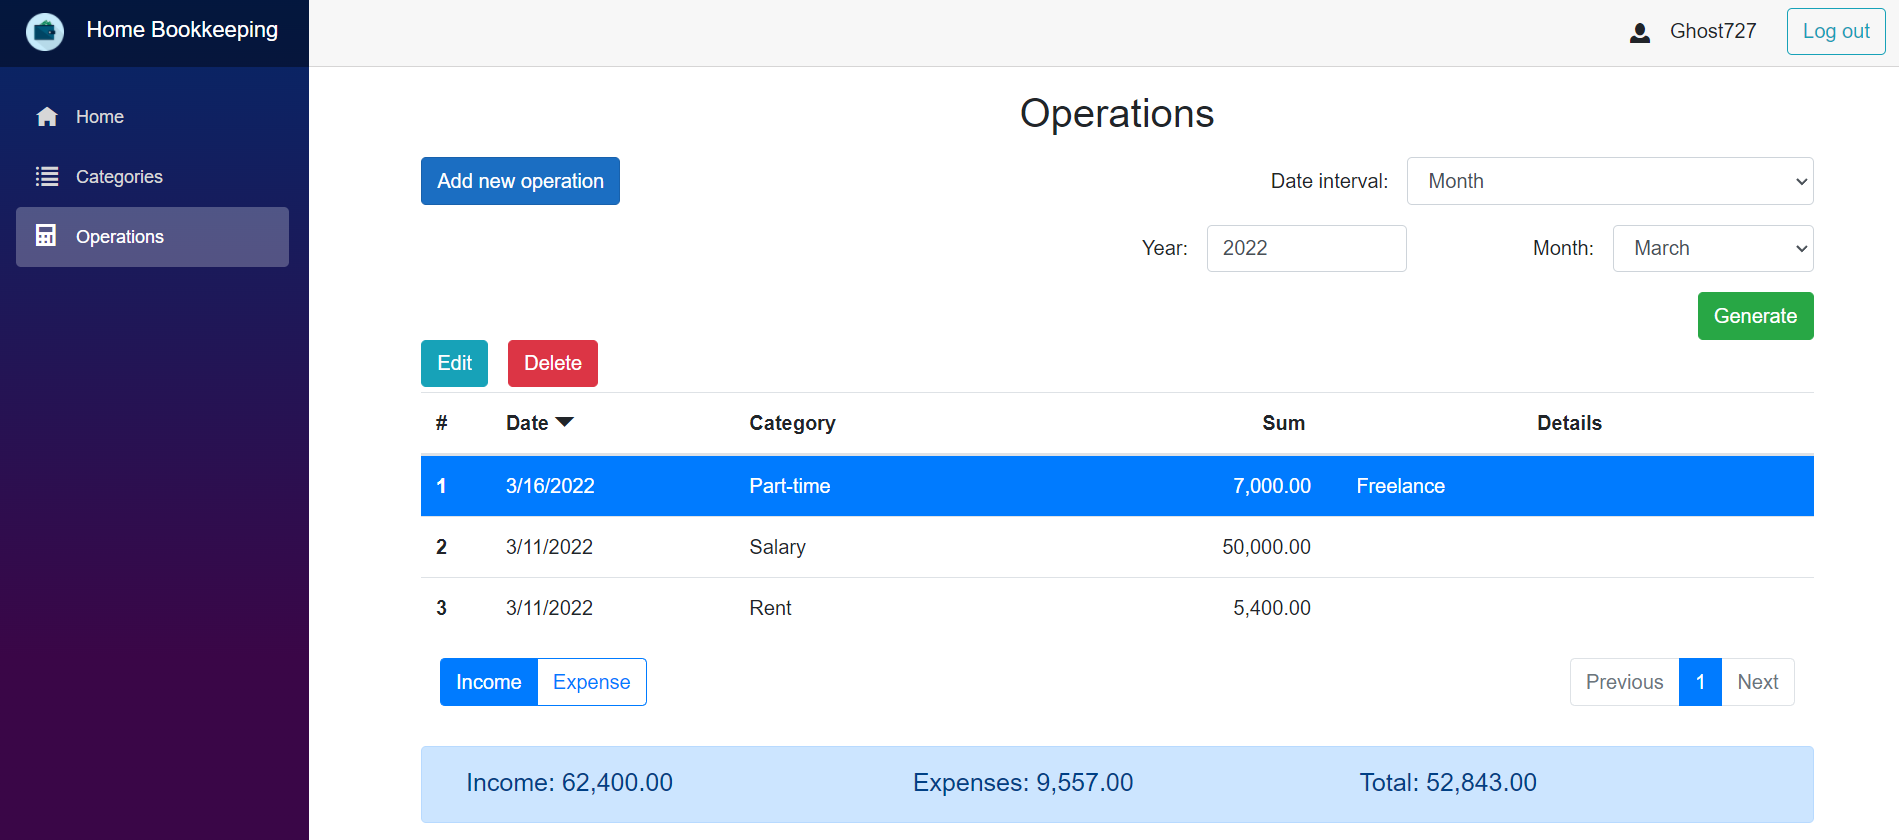 Home Bookkeeping
Ghost727
Log out
Home
Categories
Operations
Operations
Add new operation
Date interval: Month
Year: 2022 Month: March
Generate
Edit Delete
# Date Category Sum Details
1 3/16/2022 Part-time 7,000.00 Freelance
2 3/11/2022 Salary 50,000.00
3 3/11/2022 Rent 5,400.00
Income Expense Previous 1 Next
Income: 62,400.00 Expenses: 9,557.00 Total: 52,843.00